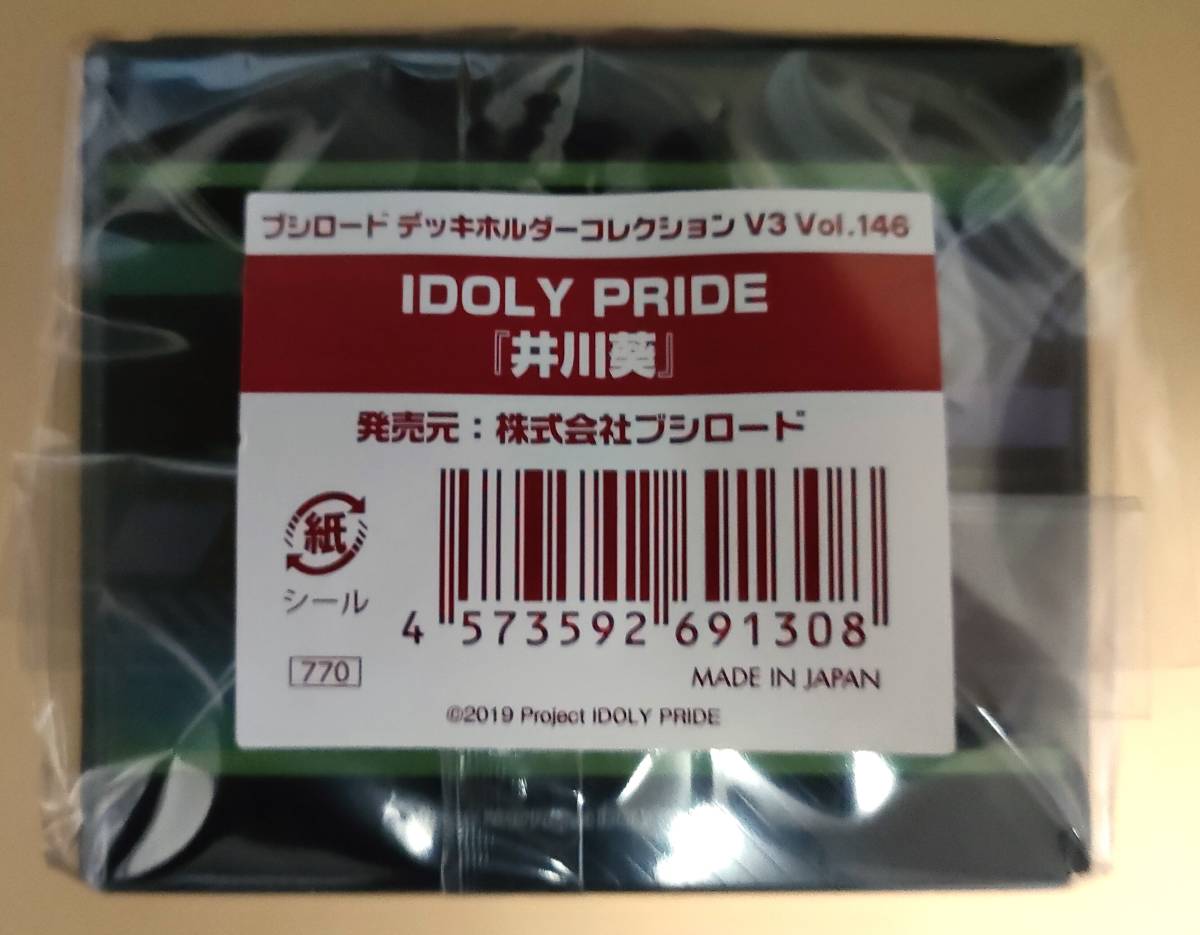 ブシロード デッキホルダーコレクション V3 Vol.146
IDOLY PRIDE
『井川葵』
発売元：株式会社ブシロード
紙
シール
4 573592 691308
770
MADE IN JAPAN
©2019 Project IDOLY PRIDE